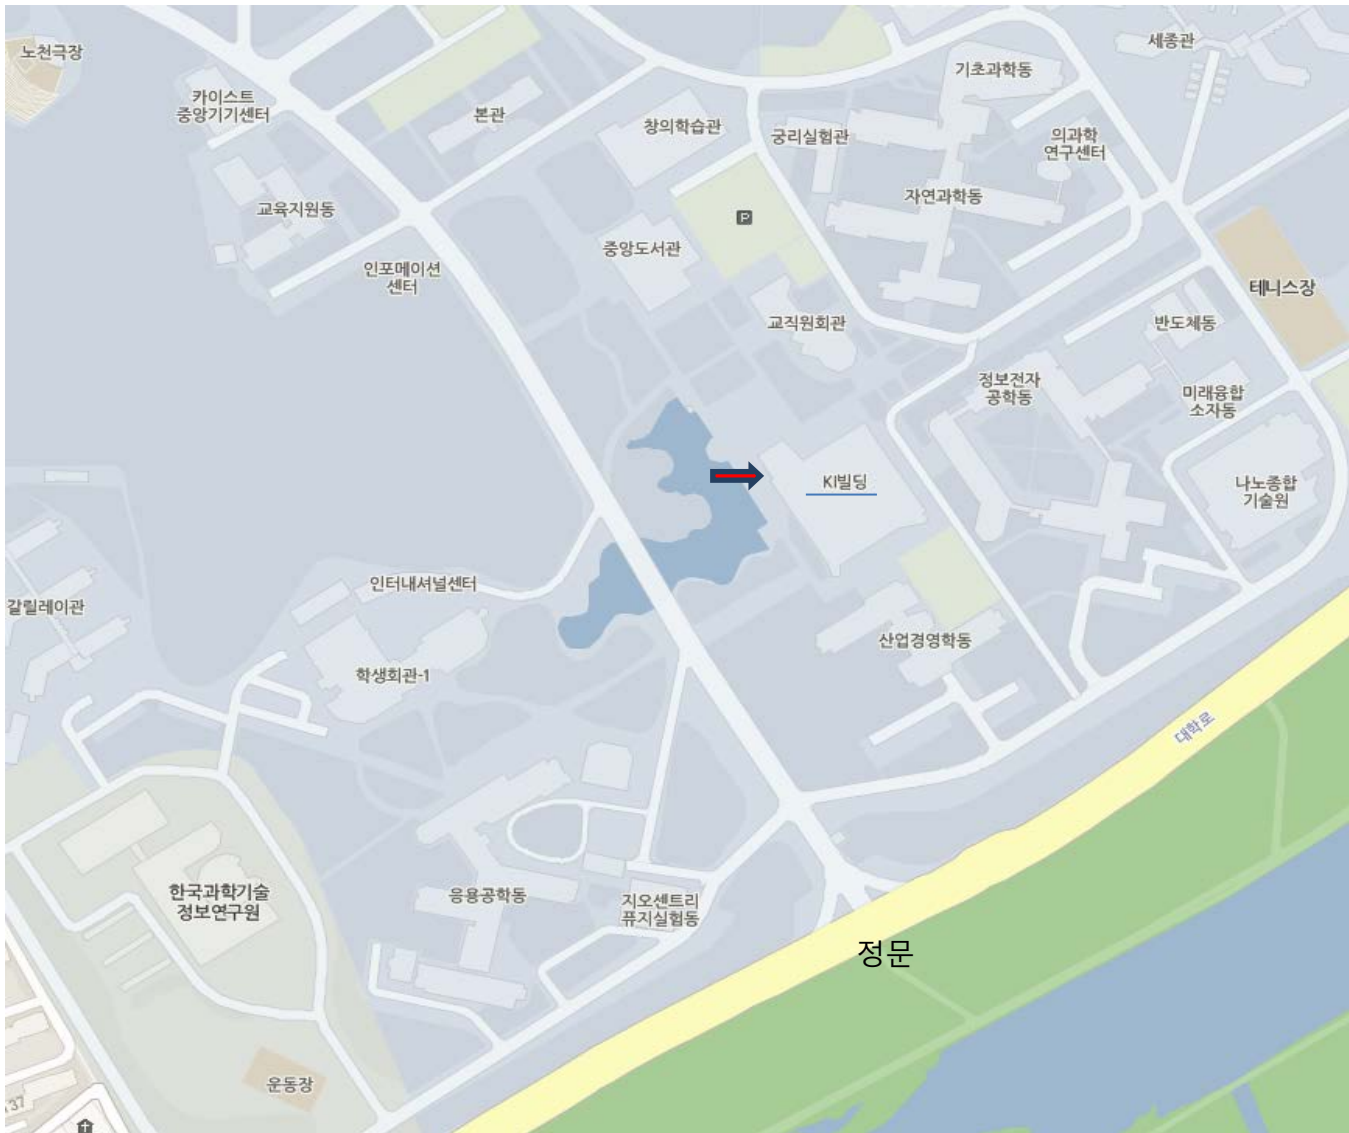 노천극장
세종관
카이스트
중앙기기센터
본관
창의학습관
기초과학동
궁리실험관
의과학
연구센터
교육지원동
자연과학동
P
중앙도서관
인포메이션
센터
테니스장
교직원회관
반도체동
정보전자
공학동
미래융합
소자동
KI빌딩
나노종합
기술원
인터내셔널센터
갈릴레이관
산업경영학동
학생회관-1
대학로
한국과학기술
정보연구원
응용공학동
지오센트리
퓨지실험동
정문
운동장
37